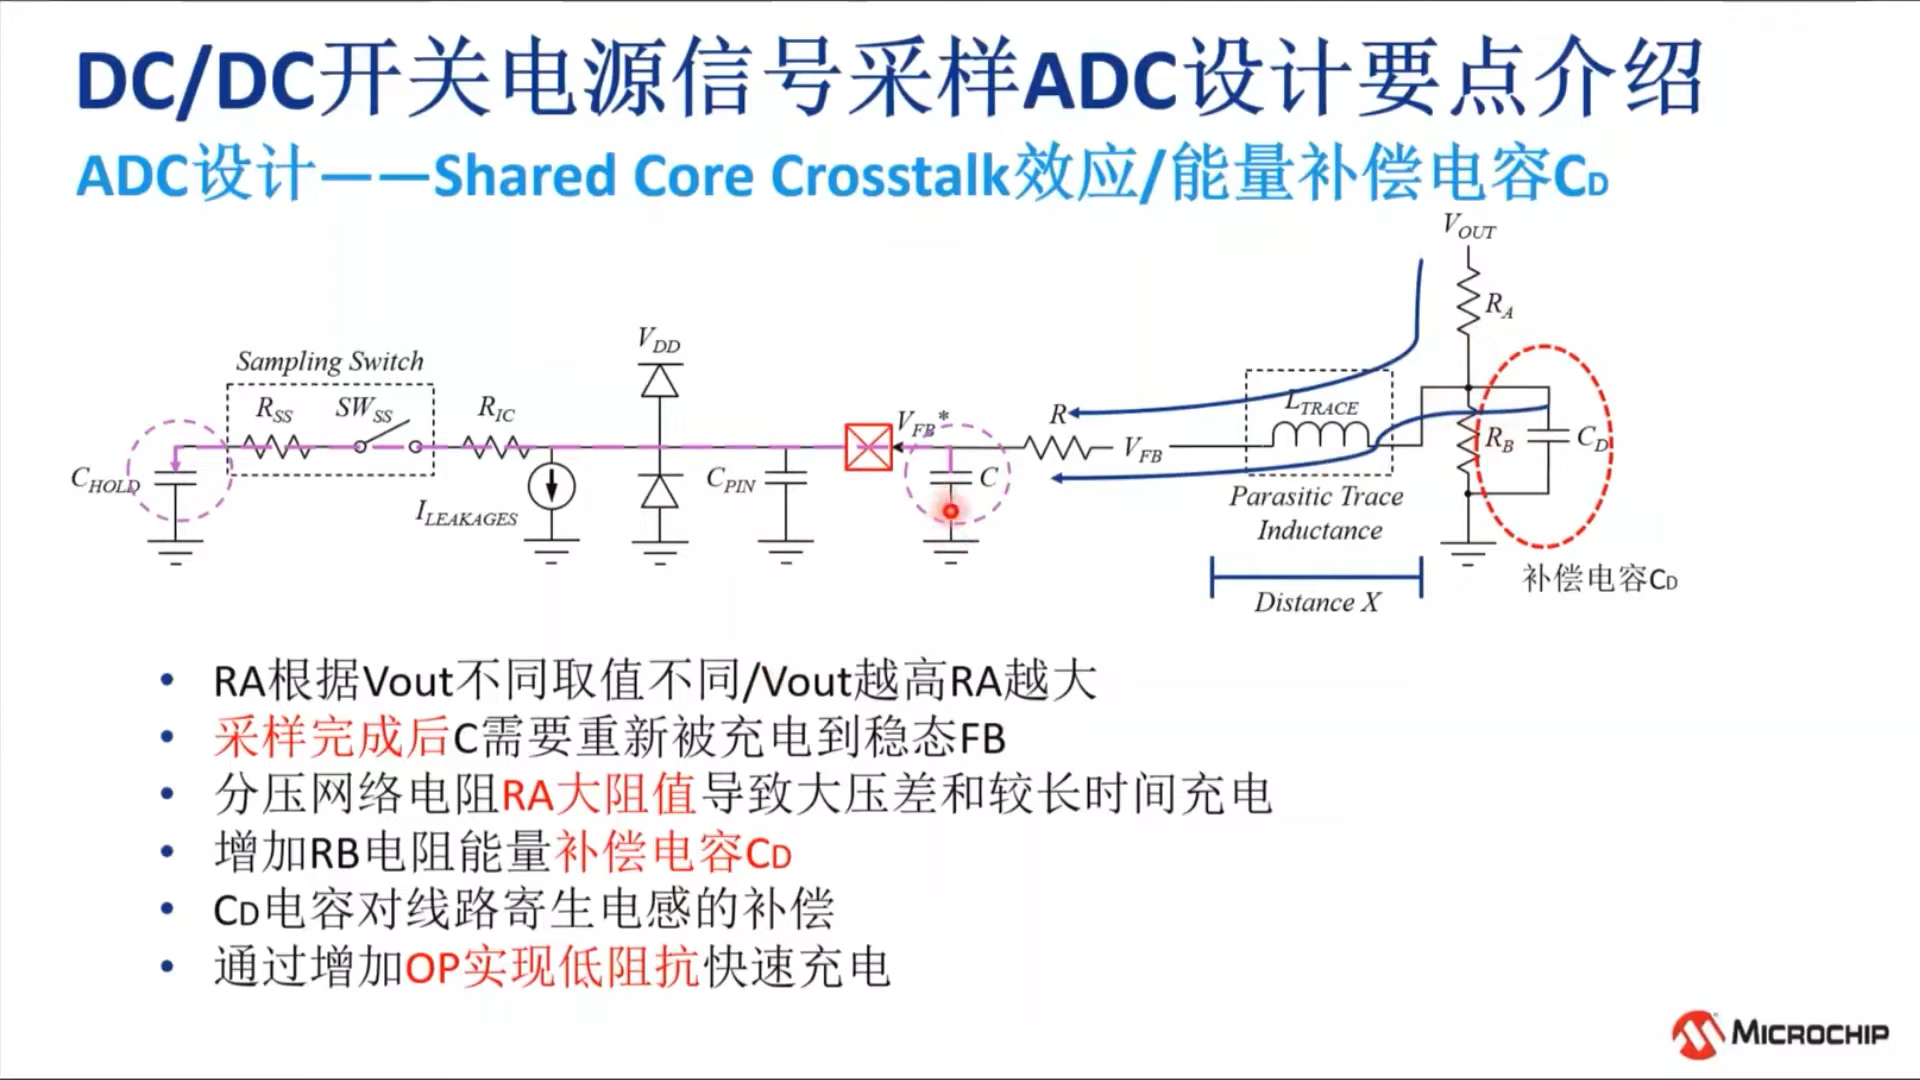 DC/DC开关电源信号采样ADC设计要点介绍
ADC设计——Shared Core Crosstalk效应/能量补偿电容CD
VOUT
RA
VDD
Sampling Switch
RSS SWSS RIC
VFB* R LTRACE
VFB
RB CD
CHOLD ILEAKAGES CPIN C
Parasitic Trace
Inductance
Distance X
补偿电容CD
• RA根据Vout不同取值不同/Vout越高RA越大
• 采样完成后C需要重新被充电到稳态FB
• 分压网络电阻RA大阻值导致大压差和较长时间充电
• 增加RB电阻能量补偿电容CD
• CD电容对线路寄生电感的补偿
• 通过增加OP实现低阻抗快速充电
MICROCHIP